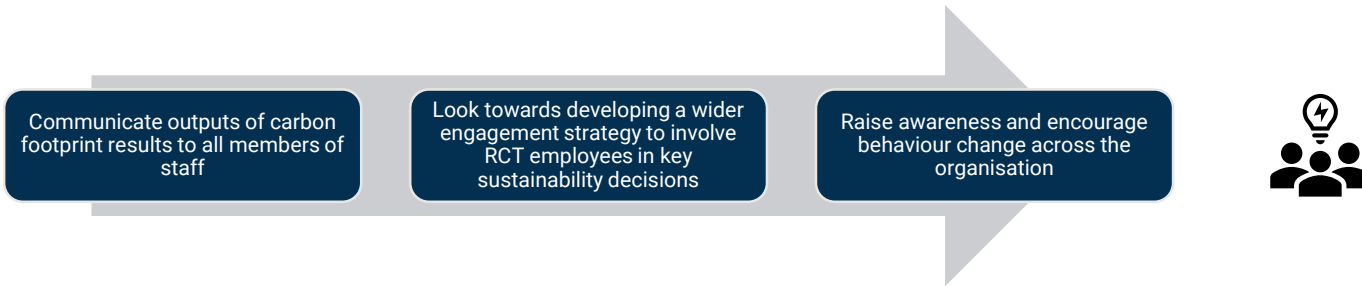 Communicate outputs of carbon
footprint results to all members of
staff
Look towards developing a wider
engagement strategy to involve
RCT employees in key
sustainability decisions
Raise awareness and encourage
behaviour change across the
organisation